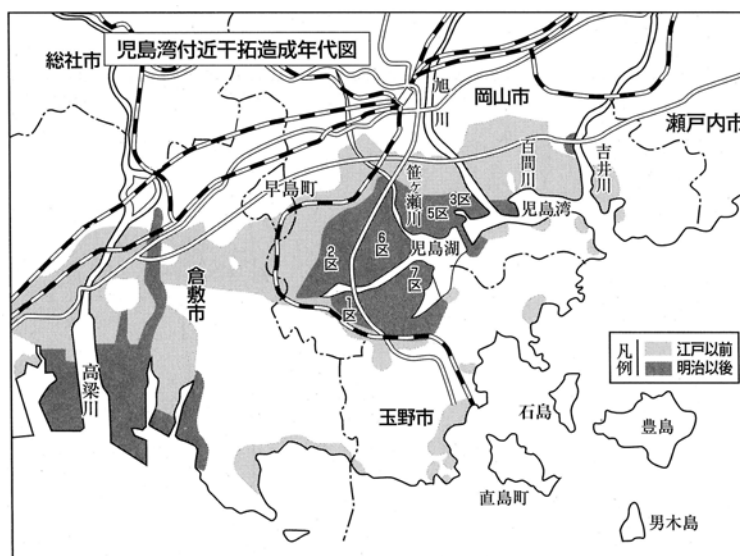 児島湾付近干拓造成年代図
総社市
旭川
岡山市
瀬戸内市
百間川
吉井川
早島町
笹ヶ瀬川
3区
5区
児島湾
6区
児島湖
2区
7区
倉敷市
1区
凡例
江戸以前
明治以後
高梁川
玉野市
石島
豊島
直島町
男木島